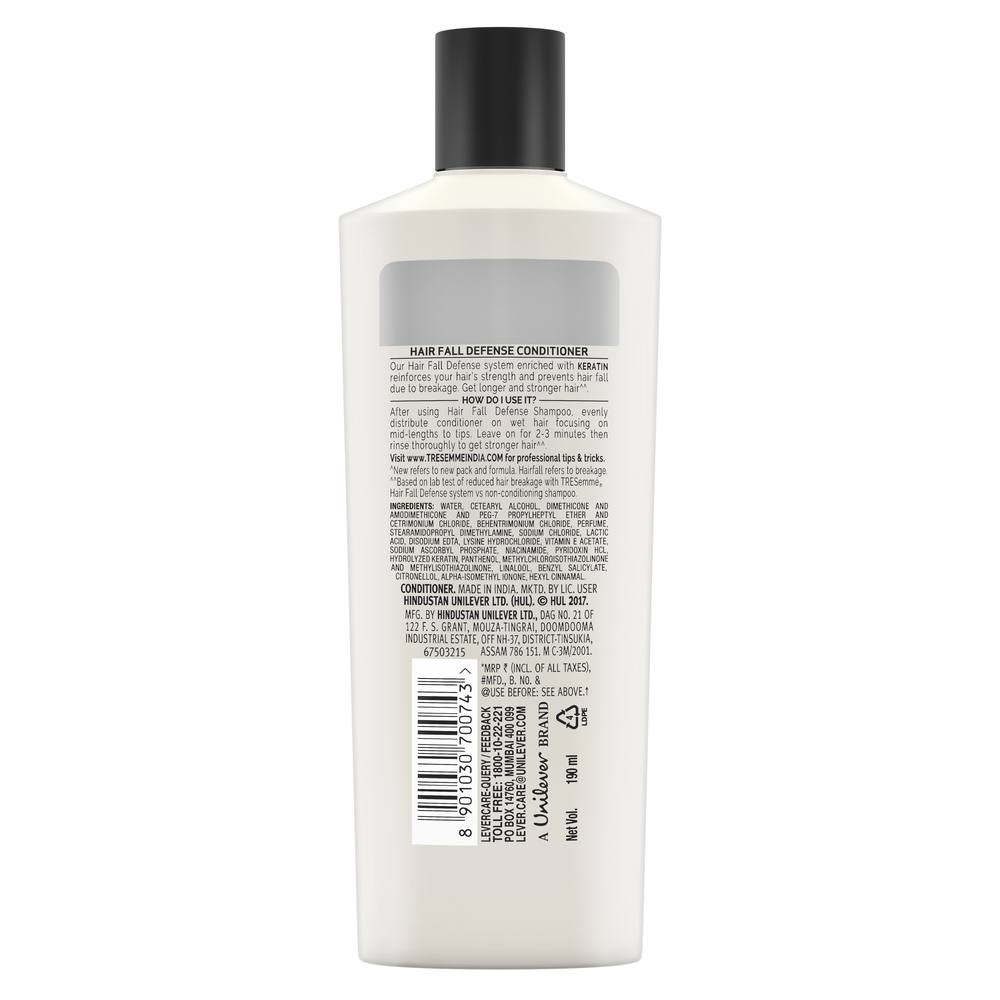 HAIR FALL DEFENSE CONDITIONER
Our Hair Fall Defense system enriched with KERATIN
reinforces your hair's strength and prevents hair fall
due to breakage. Get longer and stronger hair^^.
HOW DO I USE IT?
After using Hair Fall Defense Shampoo, evenly
distribute conditioner on wet hair focusing on
mid-lengths to tips. Leave on for 2-3 minutes then
rinse thoroughly to get stronger hair^^.
Visit www.TRESEMMEINDIA.COM for professional tips & tricks.
^New refers to new pack and formula. Hairfall refers to breakage.
^^Based on lab test of reduced hair breakage with TRESemmé®
Hair Fall Defense system vs non-conditioning shampoo.
INGREDIENTS: WATER, CETEARYL ALCOHOL, DIMETHICONE AND
AMODIMETHICONE AND PEG-7 PROPYLHEPTYL ETHER AND
CETRIMONIUM CHLORIDE, BEHENTRIMONIUM CHLORIDE, PERFUME,
STEARAMIDOPROPYL DIMETHYLAMINE, SODIUM CHLORIDE, LACTIC
ACID, DISODIUM EDTA, LYSINE HYDROCHLORIDE, VITAMIN E ACETATE,
SODIUM ASCORBYL PHOSPHATE, NIACINAMIDE, PYRIDOXIN HCL,
HYDROLYZED KERATIN, PANTHENOL, METHYLCHLOROISOTHIAZOLINONE
AND METHYLISOTHIAZOLINONE, LINALOOL, BENZYL SALICYLATE,
CITRONELLOL, ALPHA-ISOMETHYL IONONE, HEXYL CINNAMAL.
CONDITIONER. MADE IN INDIA. MKTD. BY LIC. USER
HINDUSTAN UNILEVER LTD. (HUL). © HUL 2017.
MFG. BY HINDUSTAN UNILEVER LTD., DAG NO. 21 OF
122 F. S. GRANT, MOUZA-TINGRAI, DOOMDOOMA
INDUSTRIAL ESTATE, OFF NH-37, DISTRICT-TINSUKIA,
67503215 ASSAM 786 151. M C-3M/2001.
*MRP ₹ (INCL. OF ALL TAXES),
#MFD., B. No. &
@USE BEFORE: SEE ABOVE.†
8 901030 700743 >
LEVERCARE-QUERY / FEEDBACK
TOLL FREE: 1800-10-22-221
PO BOX 14760, MUMBAI 400 099
LEVER.CARE@UNILEVER.COM
A Unilever BRAND
4
LDPE
Net Vol. 190 ml